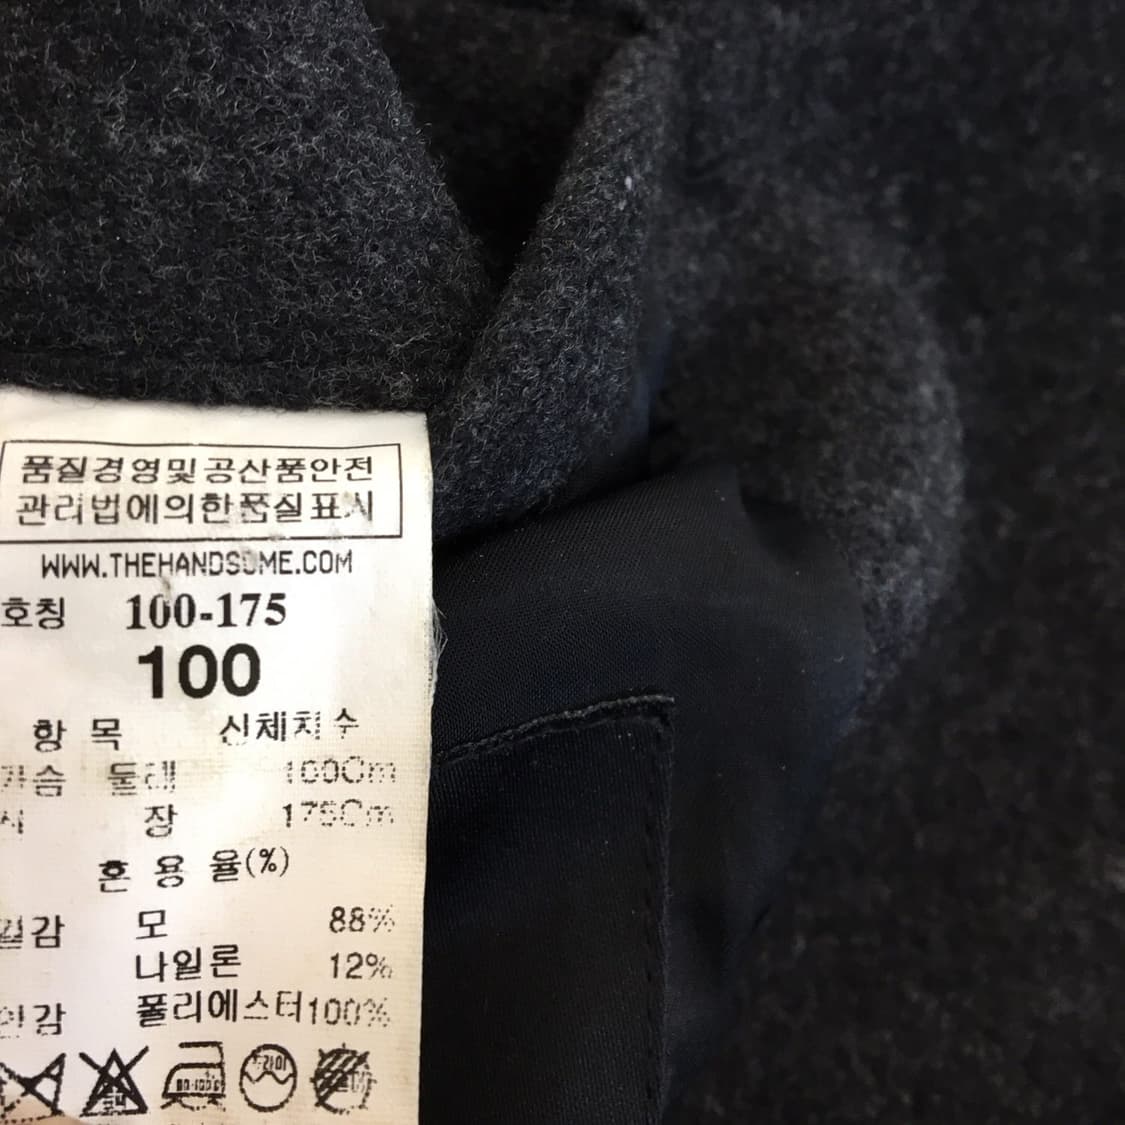 품질경영및공산품안전
관리법에의한품질표시
WWW.THEHANDSOME.COM
호칭 100-175
100
항 목 신체치수
가슴 둘레 100Cm
장 175Cm
혼 용 율(%)
겉감 모 88%
나일론 12%
안감 폴리에스터100%